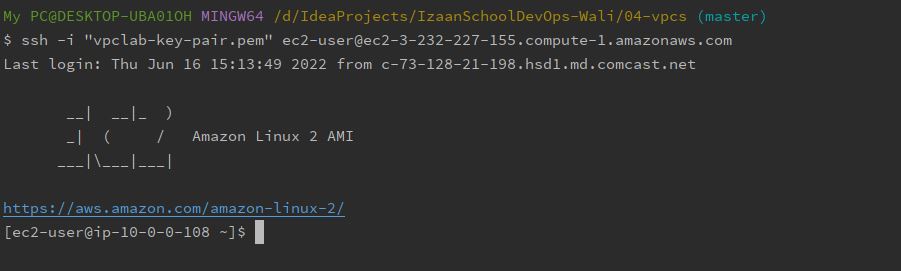 My PC@DESKTOP-UBA01OH MINGW64 /d/IdeaProjects/IzaanSchoolDevOps-Wali/04-vpcs (master)
$ ssh -i "vpclab-key-pair.pem" ec2-user@ec2-3-232-227-155.compute-1.amazonaws.com
Last login: Thu Jun 16 15:13:49 2022 from c-73-128-21-198.hsd1.md.comcast.net

       __|  __|_  )
       _|  (     /   Amazon Linux 2 AMI
      ___|\___|___|

https://aws.amazon.com/amazon-linux-2/
[ec2-user@ip-10-0-0-108 ~]$